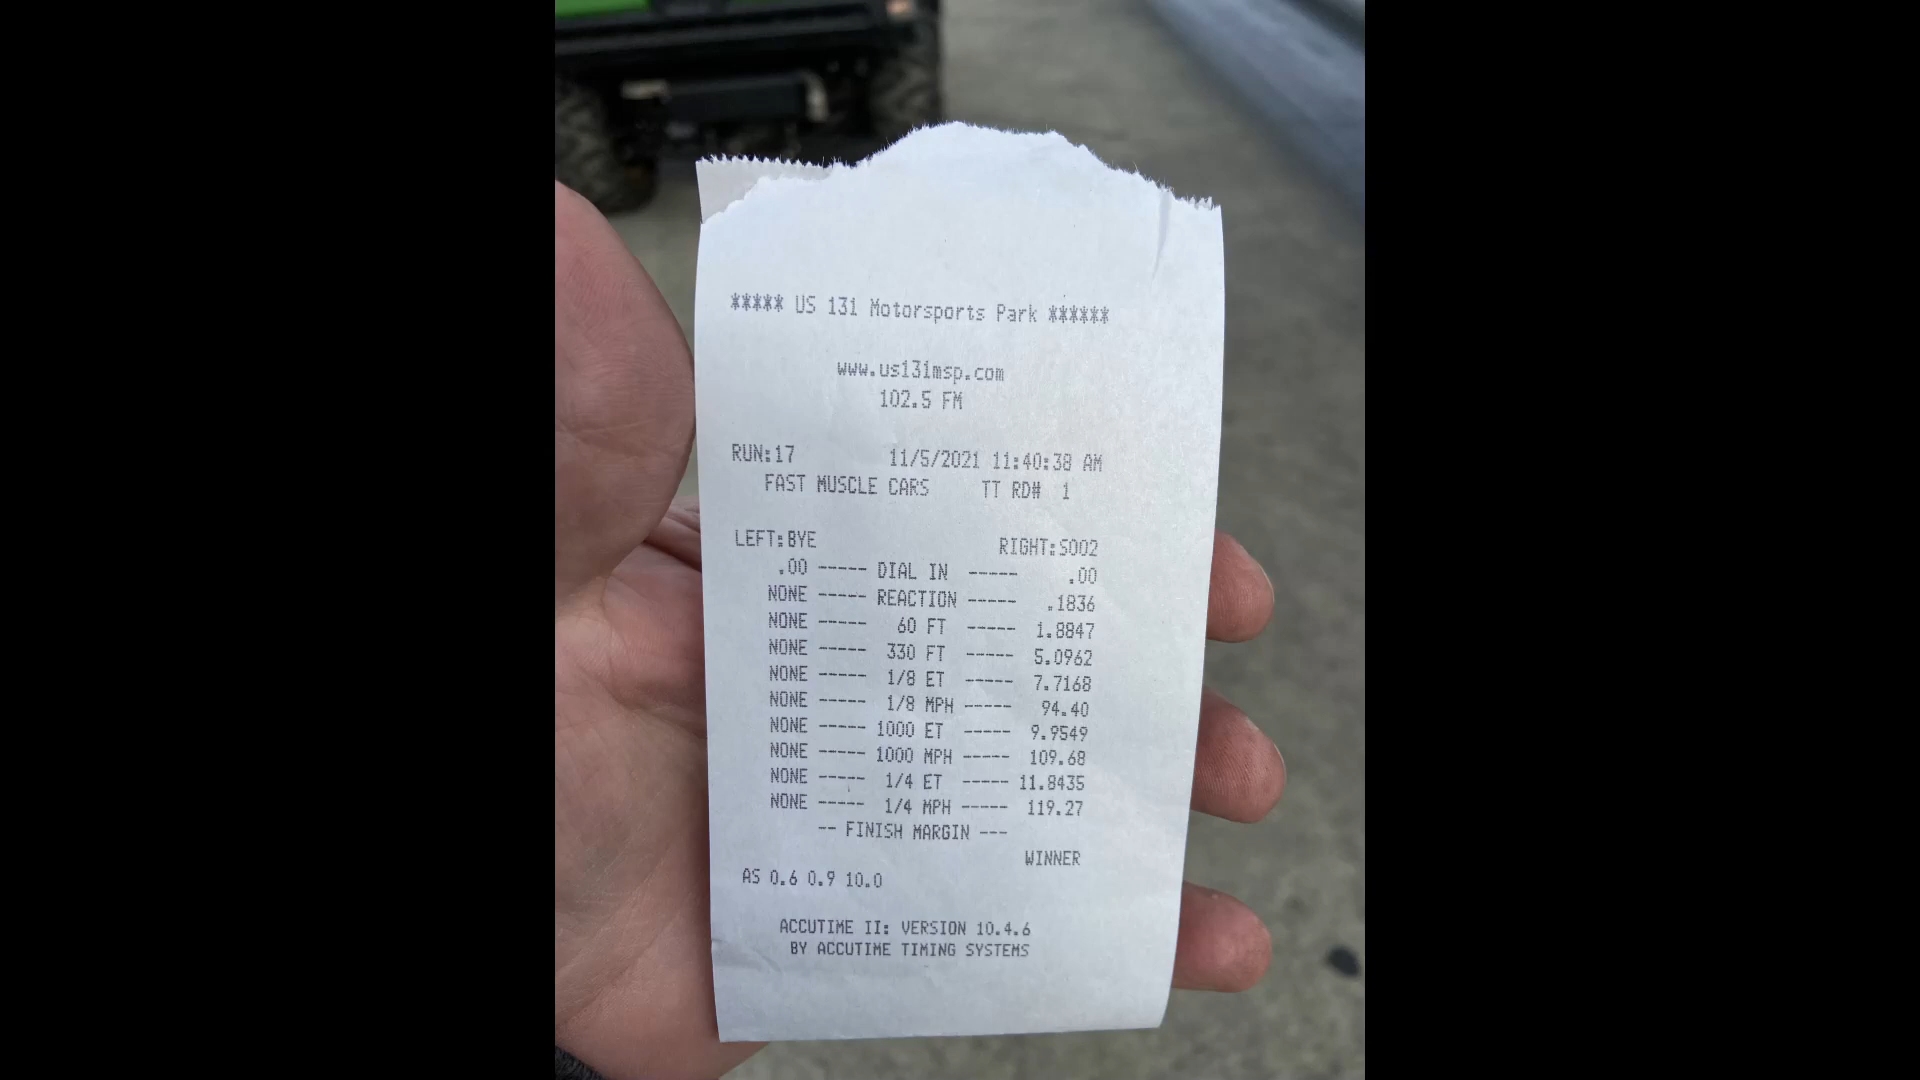 ***** US 131 Motorsports Park ******
www.us131msp.com
102.5 FM
RUN:17 11/5/2021 11:40:38 AM
FAST MUSCLE CARS TT RD# 1
LEFT:BYE RIGHT:S002
.00 ----- DIAL IN ----- .00
NONE ----- REACTION ----- .1836
NONE ----- 60 FT ----- 1.8847
NONE ----- 330 FT ----- 5.0962
NONE ----- 1/8 ET ----- 7.7168
NONE ----- 1/8 MPH ----- 94.40
NONE ----- 1000 ET ----- 9.9549
NONE ----- 1000 MPH ----- 109.68
NONE ----- 1/4 ET ----- 11.8435
NONE ----- 1/4 MPH ----- 119.27
-- FINISH MARGIN ---
WINNER
AS 0.6 0.9 10.0
ACCUTIME II: VERSION 10.4.6
BY ACCUTIME TIMING SYSTEMS